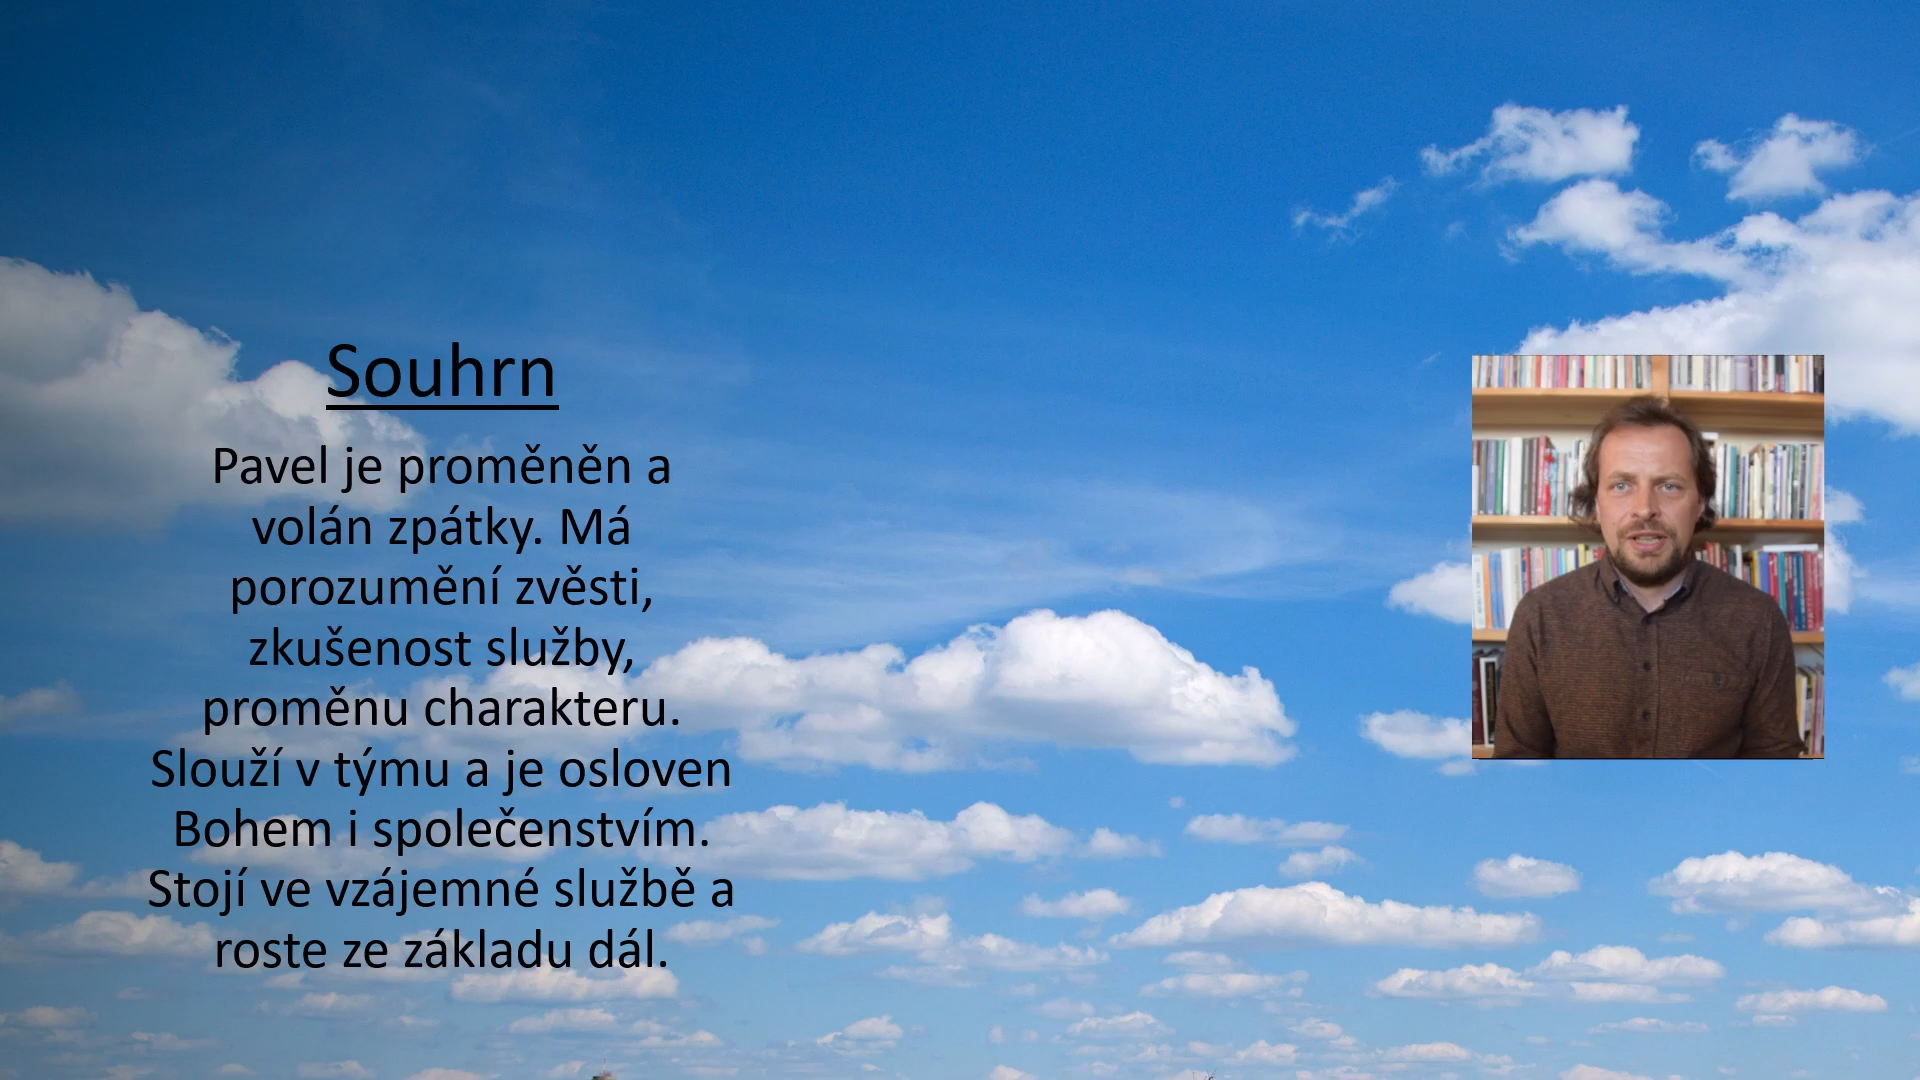 Souhrn
Pavel je proměněn a
volán zpátky. Má
porozumění zvěsti,
zkušenost služby,
proměnu charakteru.
Slouží v týmu a je osloven
Bohem i společenstvím.
Stojí ve vzájemné službě a
roste ze základu dál.